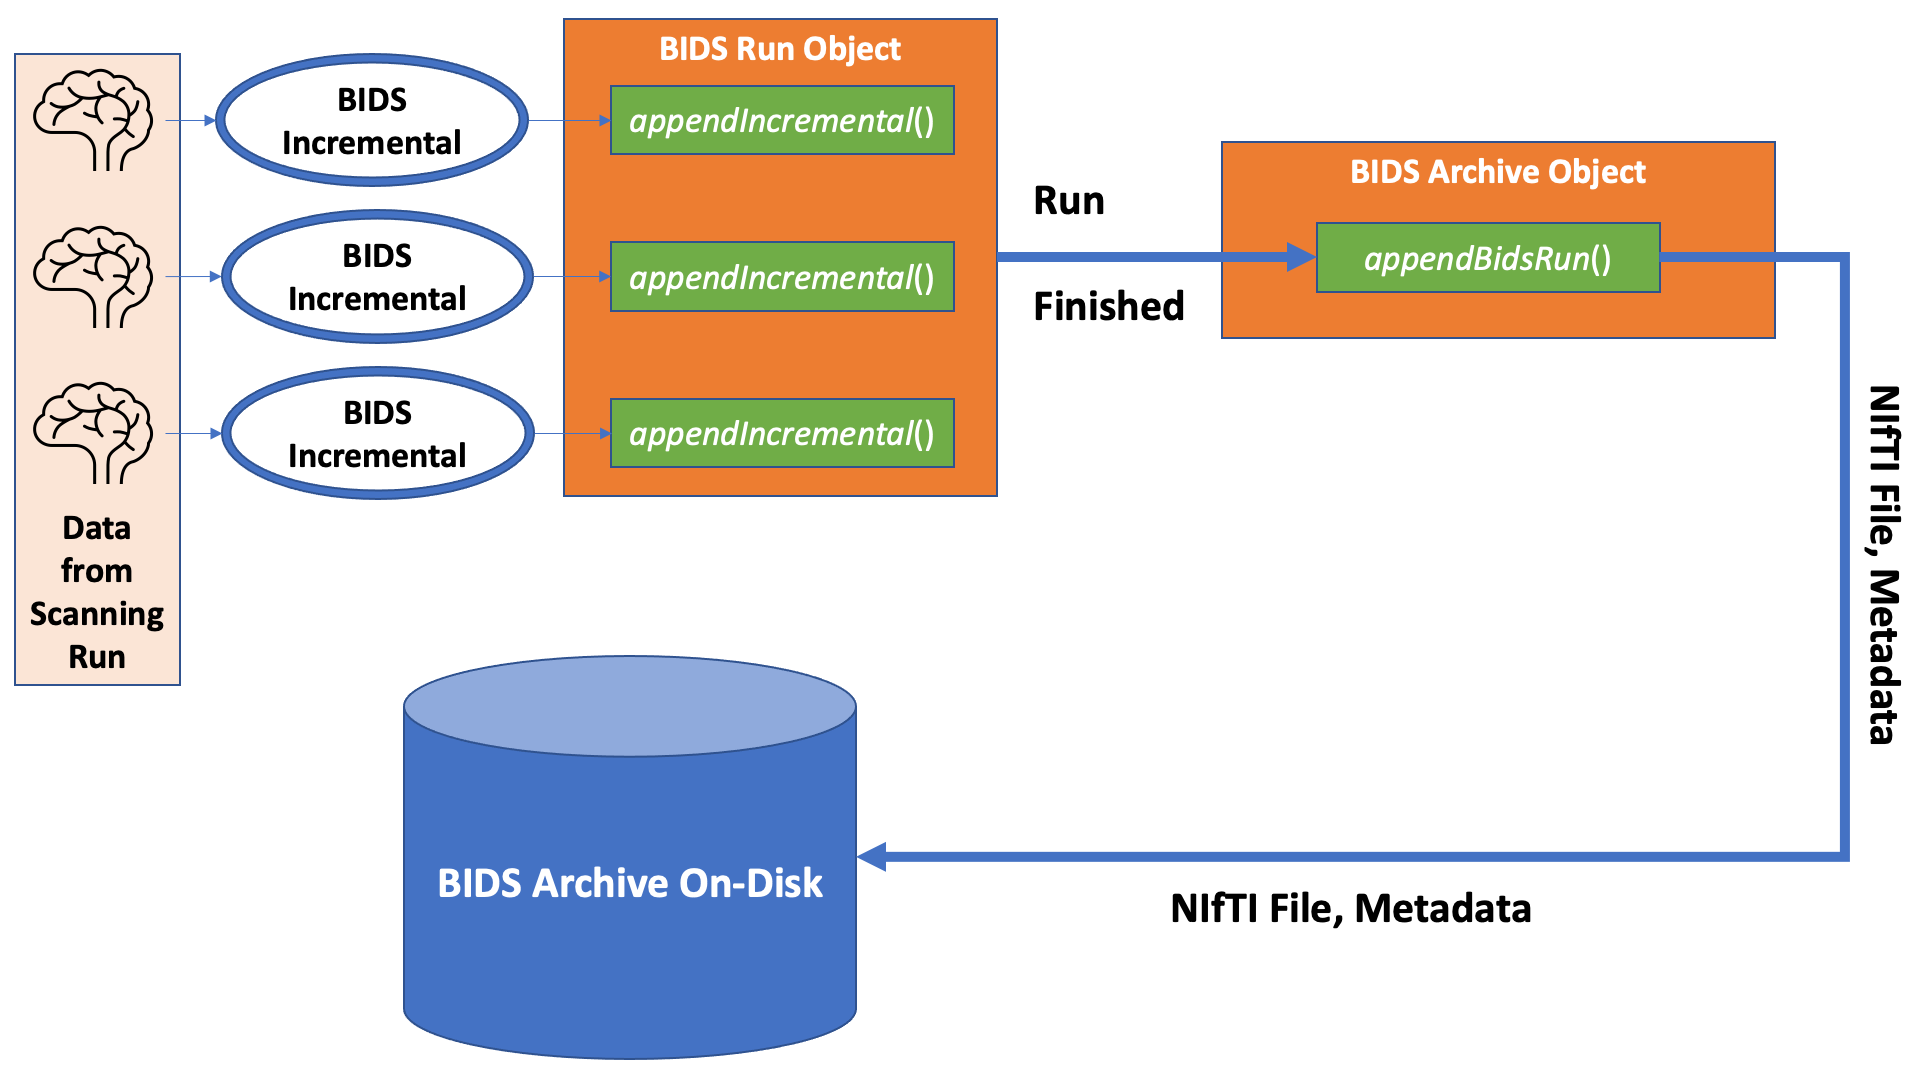 BIDS
Incremental
BIDS
Incremental
BIDS
Incremental
Data
from
Scanning
Run
BIDS Run Object
appendIncremental()
appendIncremental()
appendIncremental()
Run
Finished
BIDS Archive Object
appendBidsRun()
NIfTI File, Metadata
NIfTI File, Metadata
BIDS Archive On-Disk